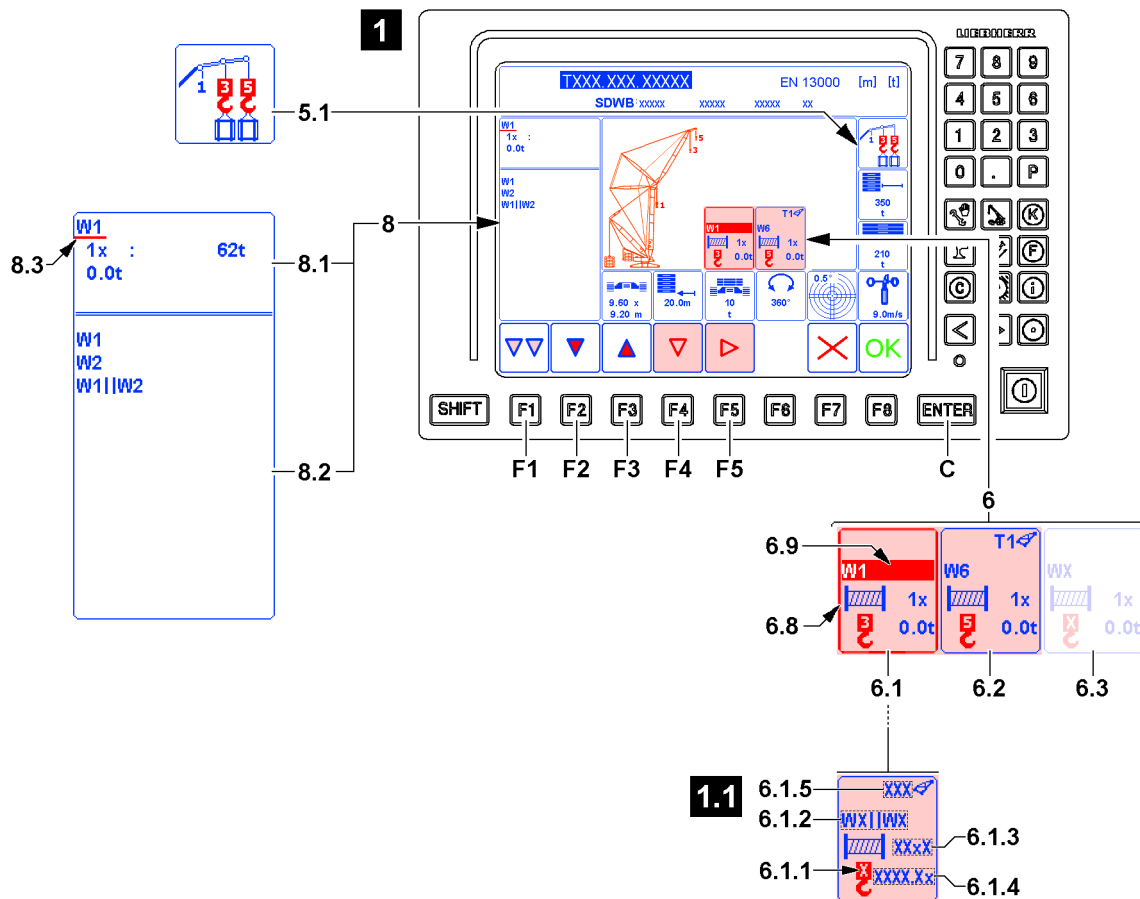 1
LIEBHERR
TXXX.XXX.XXXXX EN 13000 [m] [t]
SDWB XXXXX XXXXX XXXXX XX
1 3 5
5.1
W1
1x :
0.0t
W1
W2
W1||W2
5
3
1
1 3 5
350
t
210
t
T1
W1
1x
3 0.0t
W6
1x
5 0.0t
9.60 x
9.20 m
20.0m
10
t
360°
0.5°
9.0m/s
OK
7 8 9
4 5 6
1 2 3
0 . P
K
F
C i
SHIFT F1 F2 F3 F4 F5 F6 F7 F8 ENTER
F1 F2 F3 F4 F5 C
8
8.3
W1
1x : 62t
0.0t
8.1
W1
W2
W1||W2
8.2
6
6.9
6.8
W1
1x
3 0.0t
T1
W6
1x
5 0.0t
WX
1x
X 0.0t
6.1 6.2 6.3
1.1
6.1.5 XXX
6.1.2 WX||WX
XXxX 6.1.3
6.1.1 X
XXXX.Xx 6.1.4